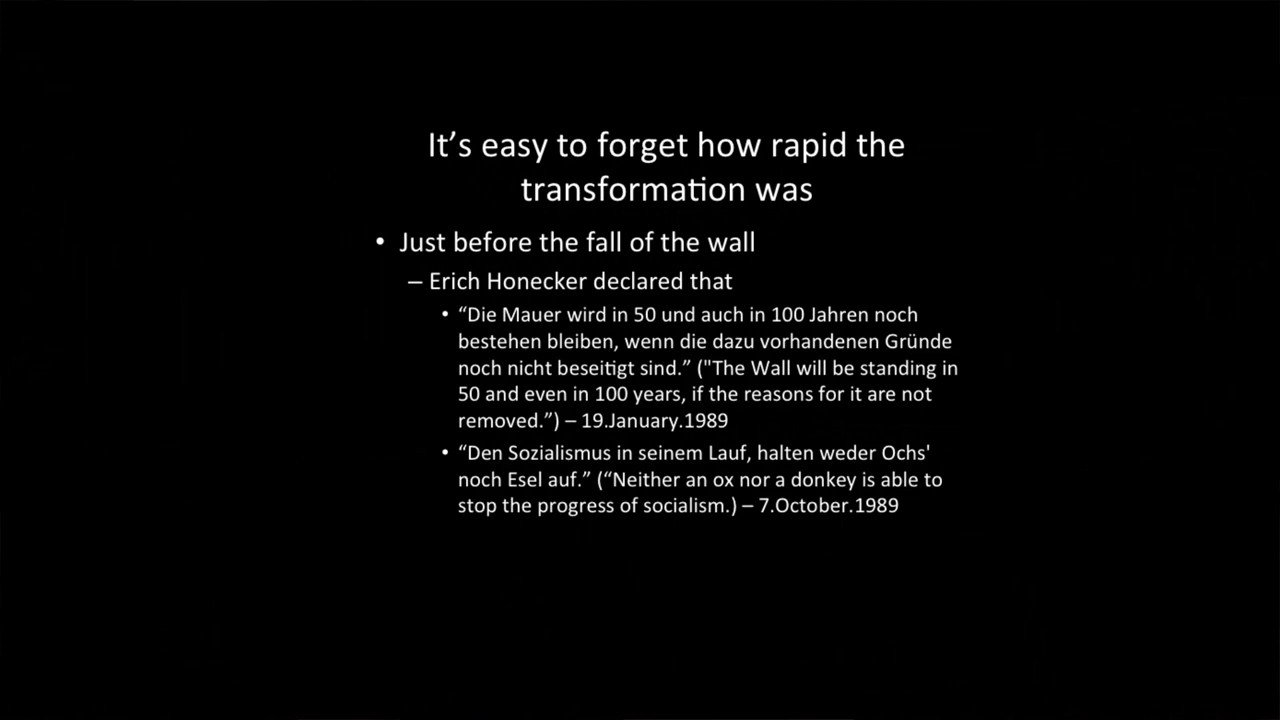 It’s easy to forget how rapid the
transformation was
• Just before the fall of the wall
– Erich Honecker declared that
• “Die Mauer wird in 50 und auch in 100 Jahren noch
bestehen bleiben, wenn die dazu vorhandenen Gründe
noch nicht beseitigt sind.” ("The Wall will be standing in
50 and even in 100 years, if the reasons for it are not
removed.”) – 19.January.1989
• “Den Sozialismus in seinem Lauf, halten weder Ochs'
noch Esel auf.” (“Neither an ox nor a donkey is able to
stop the progress of socialism.) – 7.October.1989